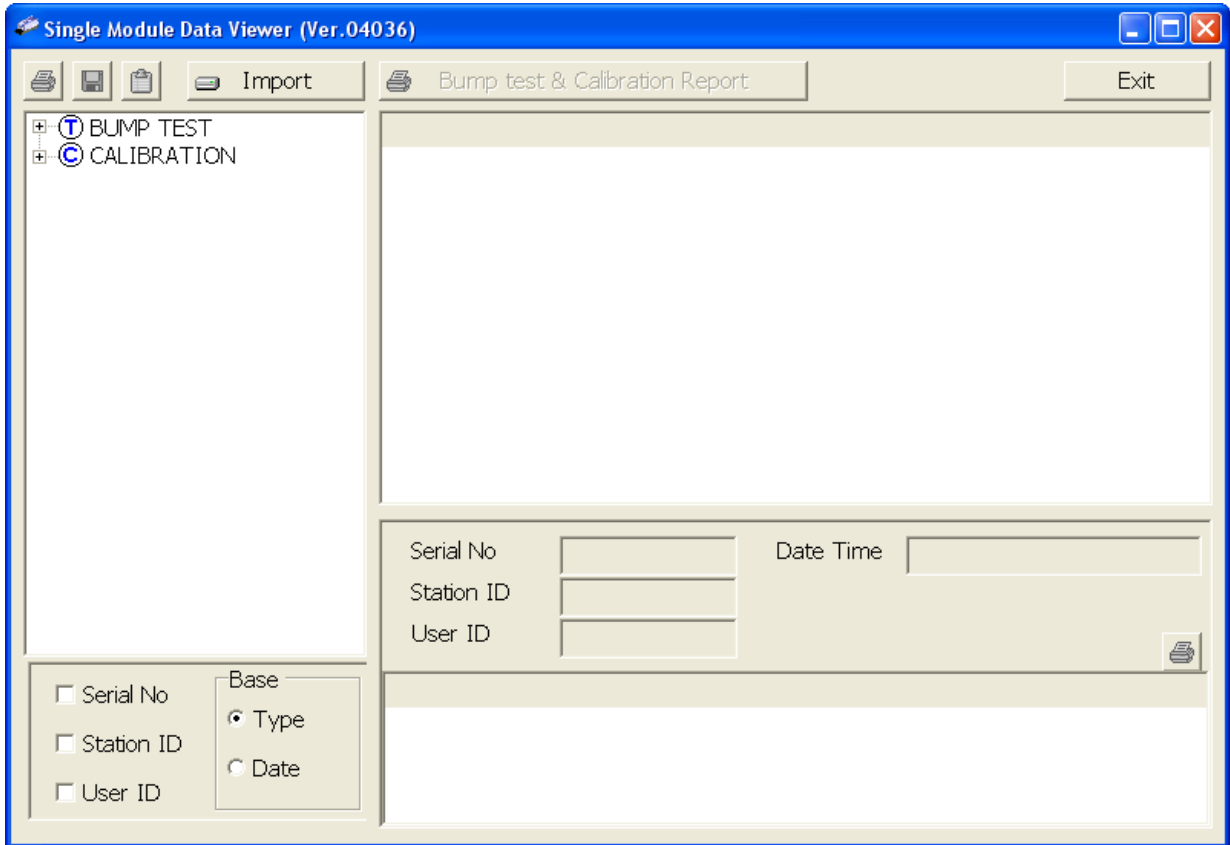 Single Module Data Viewer (Ver.04036)
Import
Bump test & Calibration Report
Exit
T BUMP TEST
C CALIBRATION
Serial No
Date Time
Station ID
User ID
Serial No
Station ID
User ID
Base
Type
Date